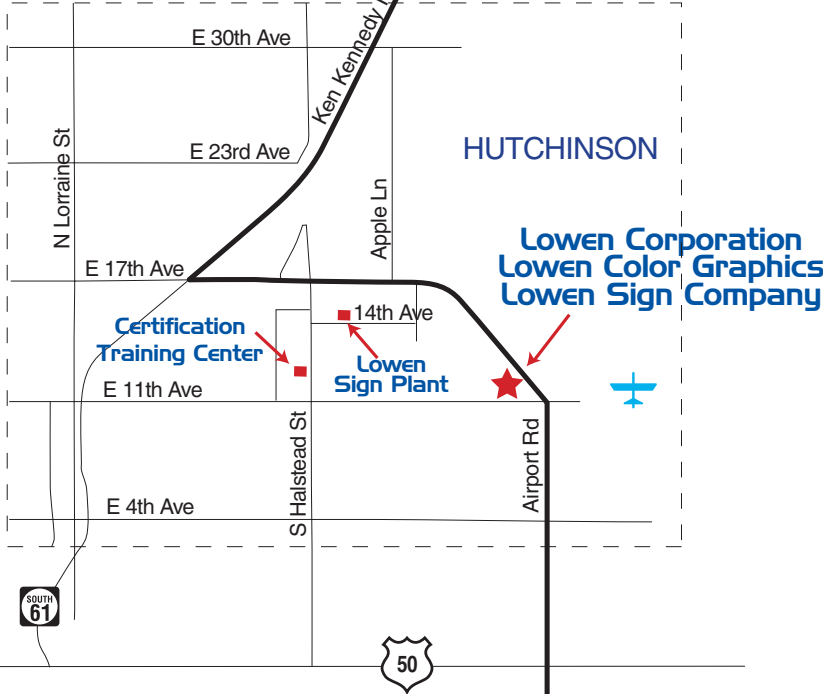 E 30th Ave
Ken Kennedy
N Lorraine St
E 23rd Ave
HUTCHINSON
Apple Ln
Lowen Corporation
Lowen Color Graphics
Lowen Sign Company
E 17th Ave
14th Ave
Certification
Training Center
Lowen
Sign Plant
E 11th Ave
S Halstead St
Airport Rd
E 4th Ave
SOUTH
61
50